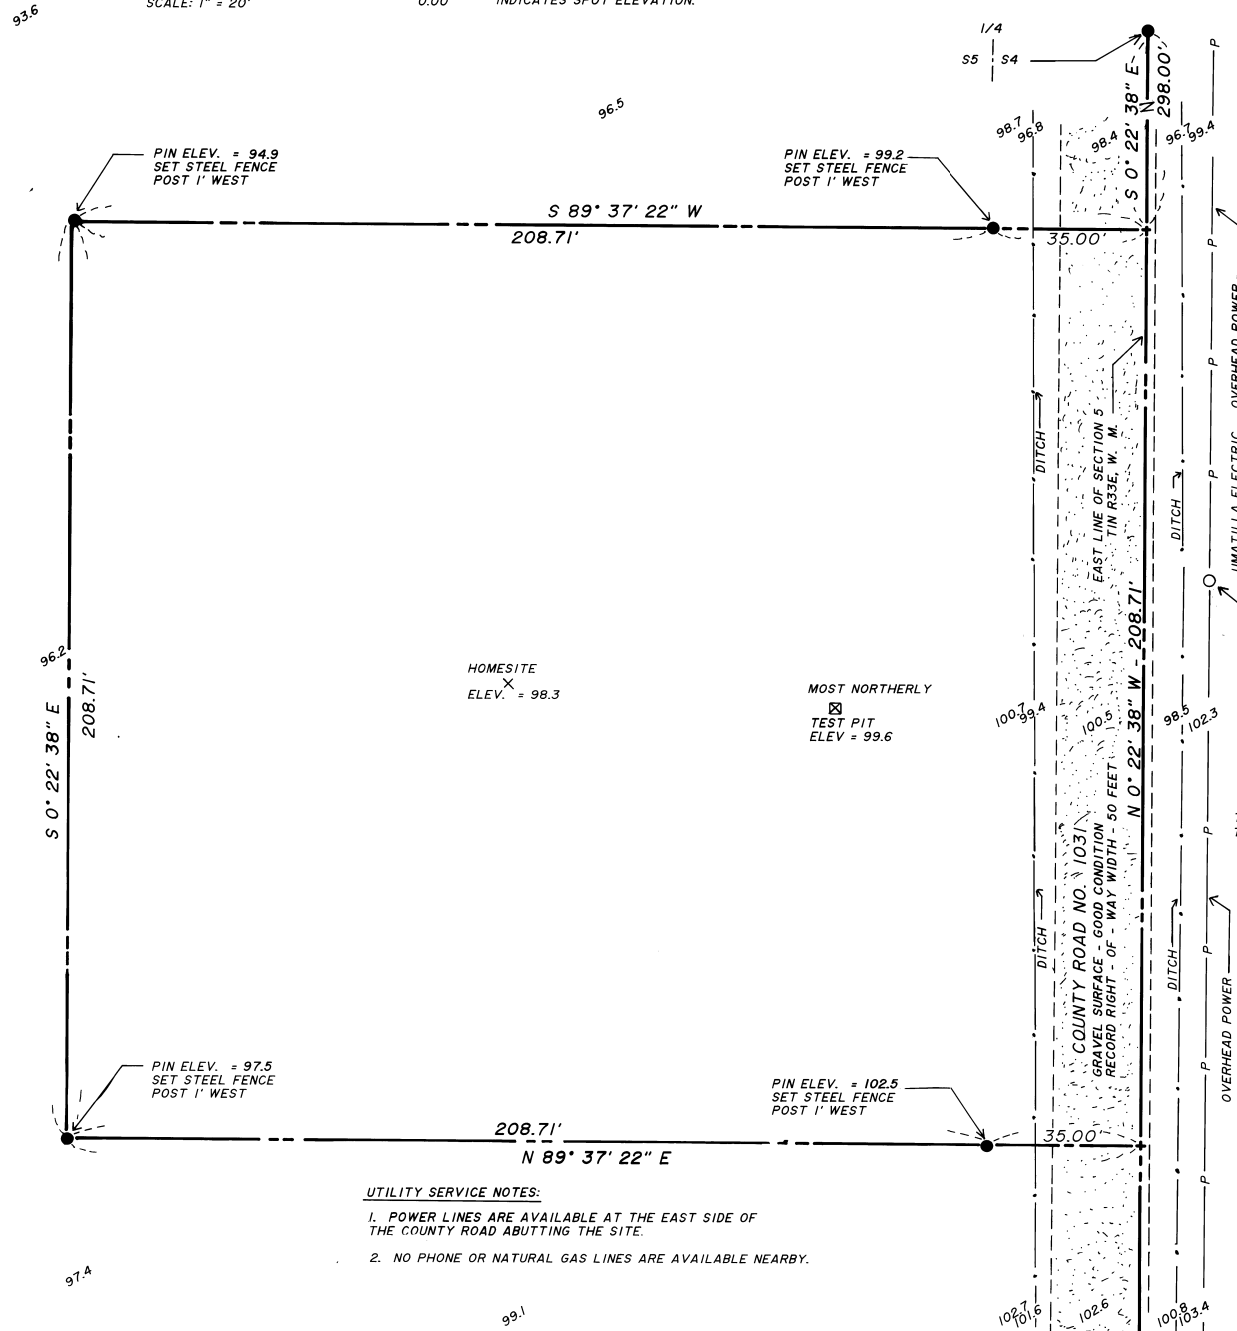 SCALE: 1" = 20'
0.00 INDICATES SPOT ELEVATION.
93.6
1/4
S5 S4
S 0° 22' 38" E
298.00'
P
96.5
98.7
96.8
98.4
96.7
99.4
PIN ELEV. = 94.9
SET STEEL FENCE
POST 1' WEST
PIN ELEV. = 99.2
SET STEEL FENCE
POST 1' WEST
S 89° 37' 22" W
208.71'
35.00'
P
P
P
DITCH
EAST LINE OF SECTION 5
T1N R33E, W. M.
DITCH
OVERHEAD POWER
UMATILLA ELECTRIC
96.2
S 0° 22' 38" E
208.71'
HOMESITE
ELEV. = 98.3
MOST NORTHERLY
TEST PIT
ELEV = 99.6
100.7
99.4
100.5
98.5
102.3
N 0° 22' 38" W - 208.71'
COUNTY ROAD NO. 1031
GRAVEL SURFACE - GOOD CONDITION
RECORD RIGHT - OF - WAY WIDTH - 50 FEET
DITCH
DITCH
P
P
P
P
OVERHEAD POWER
PIN ELEV. = 97.5
SET STEEL FENCE
POST 1' WEST
PIN ELEV. = 102.5
SET STEEL FENCE
POST 1' WEST
208.71'
N 89° 37' 22" E
35.00'
UTILITY SERVICE NOTES:
1. POWER LINES ARE AVAILABLE AT THE EAST SIDE OF
THE COUNTY ROAD ABUTTING THE SITE.
2. NO PHONE OR NATURAL GAS LINES ARE AVAILABLE NEARBY.
97.4
99.1
102.7
101.6
102.6
100.8
103.4